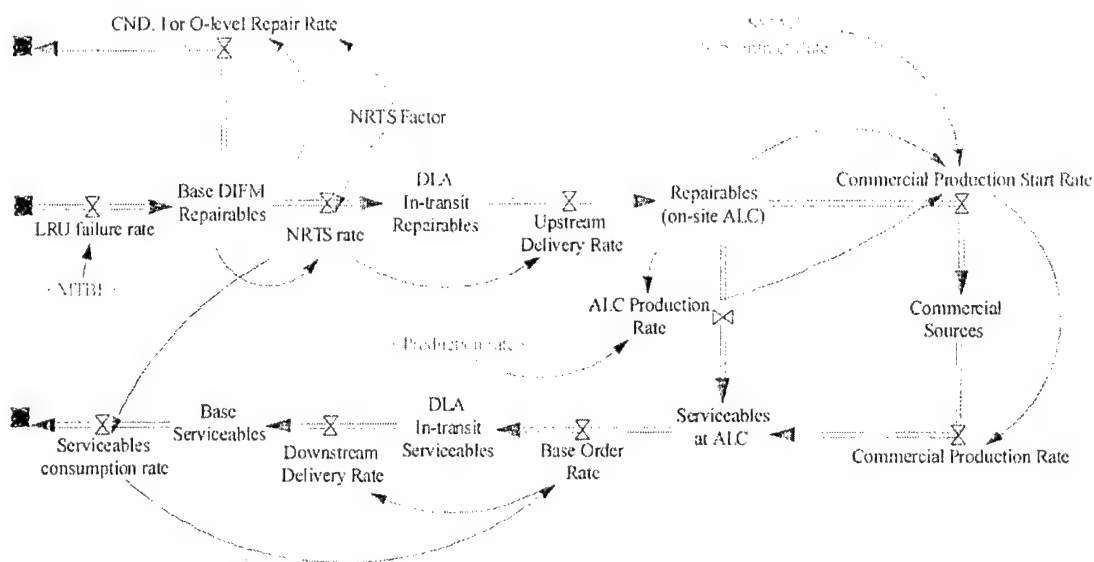 CND, I or O-level Repair Rate
NRTS Factor
Base DIFM
Repairables
DLA
In-transit
Repairables
Repairables
(on-site ALC)
Commercial Production Start Rate
LRU failure rate
NRTS rate
Upstream
Delivery Rate
ALC Production
Rate
Commercial
Sources
< Production rate >
Base
Serviceables
DLA
In-transit
Serviceables
Serviceables
at ALC
Serviceables
consumption rate
Downstream
Delivery Rate
Base Order
Rate
Commercial Production Rate